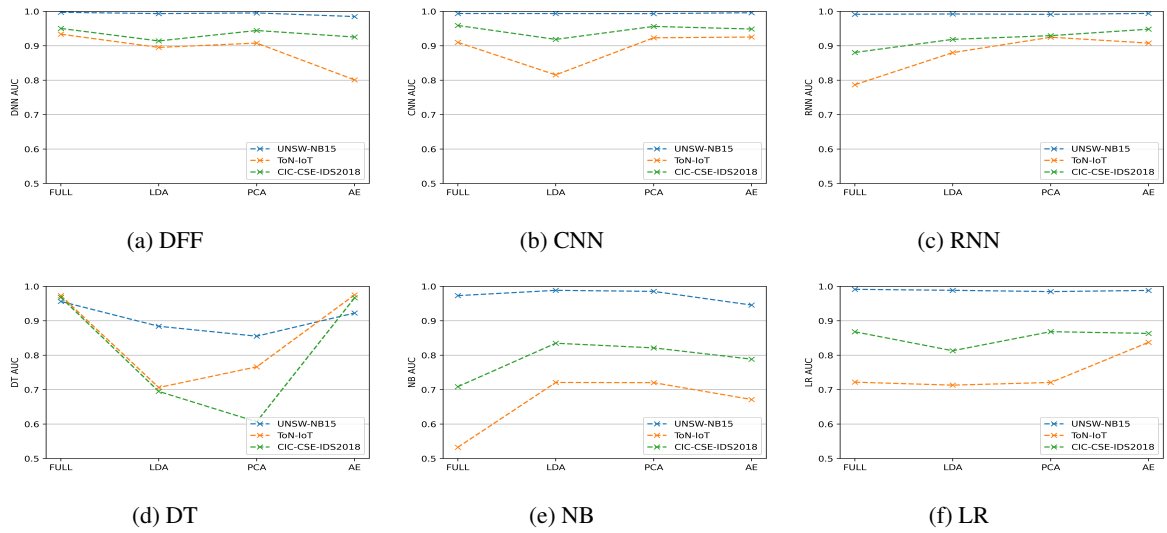 1.0
0.9
0.8
0.7
0.6
0.5
DNN AUC
UNSW-NB15
ToN-IoT
CIC-CSE-IDS2018
FULL LDA PCA AE
(a) DFF
1.0
0.9
0.8
0.7
0.6
0.5
CNN AUC
UNSW-NB15
ToN-IoT
CIC-CSE-IDS2018
FULL LDA PCA AE
(b) CNN
1.0
0.9
0.8
0.7
0.6
0.5
RNN AUC
UNSW-NB15
ToN-IoT
CIC-CSE-IDS2018
FULL LDA PCA AE
(c) RNN
1.0
0.9
0.8
0.7
0.6
0.5
DT AUC
UNSW-NB15
ToN-IoT
CIC-CSE-IDS2018
FULL LDA PCA AE
(d) DT
1.0
0.9
0.8
0.7
0.6
0.5
NB AUC
UNSW-NB15
ToN-IoT
CIC-CSE-IDS2018
FULL LDA PCA AE
(e) NB
1.0
0.9
0.8
0.7
0.6
0.5
LR AUC
UNSW-NB15
ToN-IoT
CIC-CSE-IDS2018
FULL LDA PCA AE
(f) LR